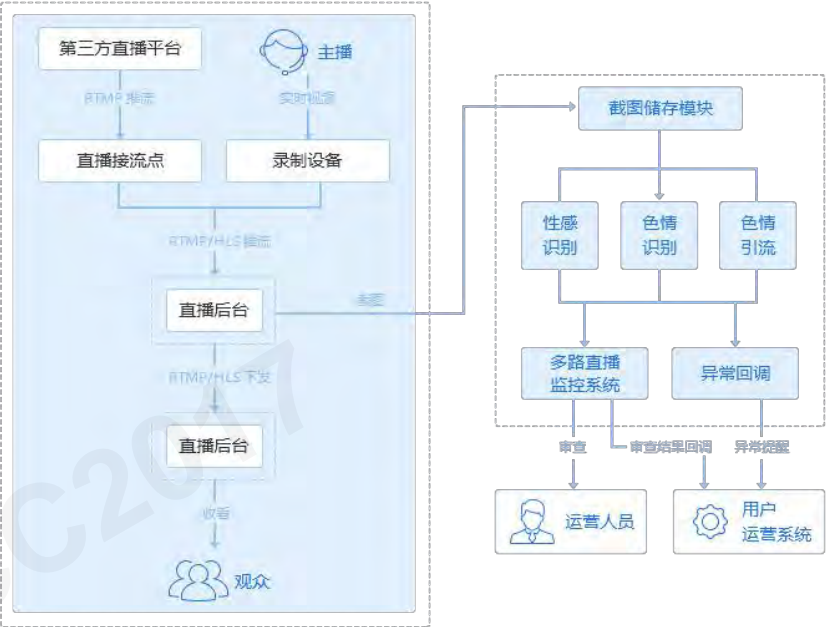 第三方直播平台
主播
RTMP 推流
实时视频
直播接流点
录制设备
RTMP/HLS 推流
直播后台
截图
RTMP/HLS 下发
直播后台
收看
观众
截图储存模块
性感
识别
色情
识别
色情
引流
多路直播
监控系统
异常回调
审查
审查结果回调
异常提醒
运营人员
用户
运营系统
C2017